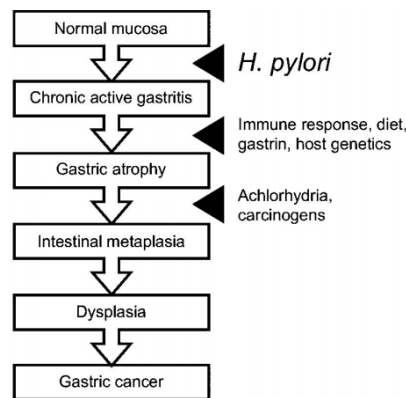 Normal mucosa
H. pylori
Chronic active gastritis
Immune response, diet,
gastrin, host genetics
Gastric atrophy
Achlorhydria,
carcinogens
Intestinal metaplasia
Dysplasia
Gastric cancer